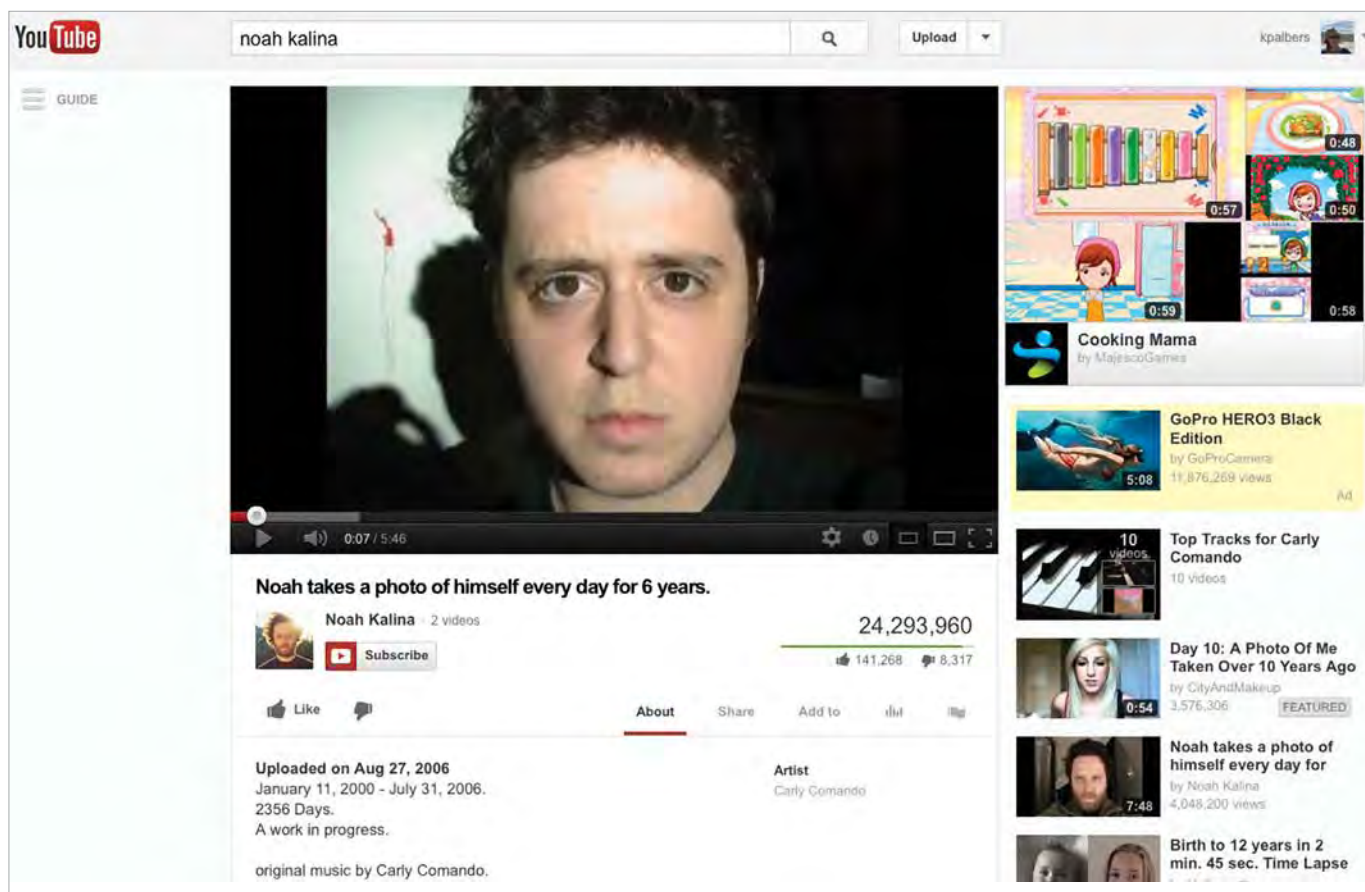 You Tube
noah kalina
Upload
kpalbers
GUIDE
0:07 / 5:46
Noah takes a photo of himself every day for 6 years.
Noah Kalina · 2 videos
Subscribe
24,293,960
141,268
8,317
Like
About
Share
Add to
Uploaded on Aug 27, 2006
January 11, 2000 - July 31, 2006.
2356 Days.
A work in progress.
original music by Carly Comando.
Artist
Carly Comando
0:57
0:48
0:50
0:59
0:58
Cooking Mama
by MajescoGames
5:08
GoPro HERO3 Black
Edition
by GoProCamera
11,876,269 views
Ad
10
videos
Top Tracks for Carly
Comando
10 videos
0:54
Day 10: A Photo Of Me
Taken Over 10 Years Ago
by CityAndMakeup
3,576,306
FEATURED
7:48
Noah takes a photo of
himself every day for
by Noah Kalina
4,048,200 views
Birth to 12 years in 2
min. 45 sec. Time Lapse